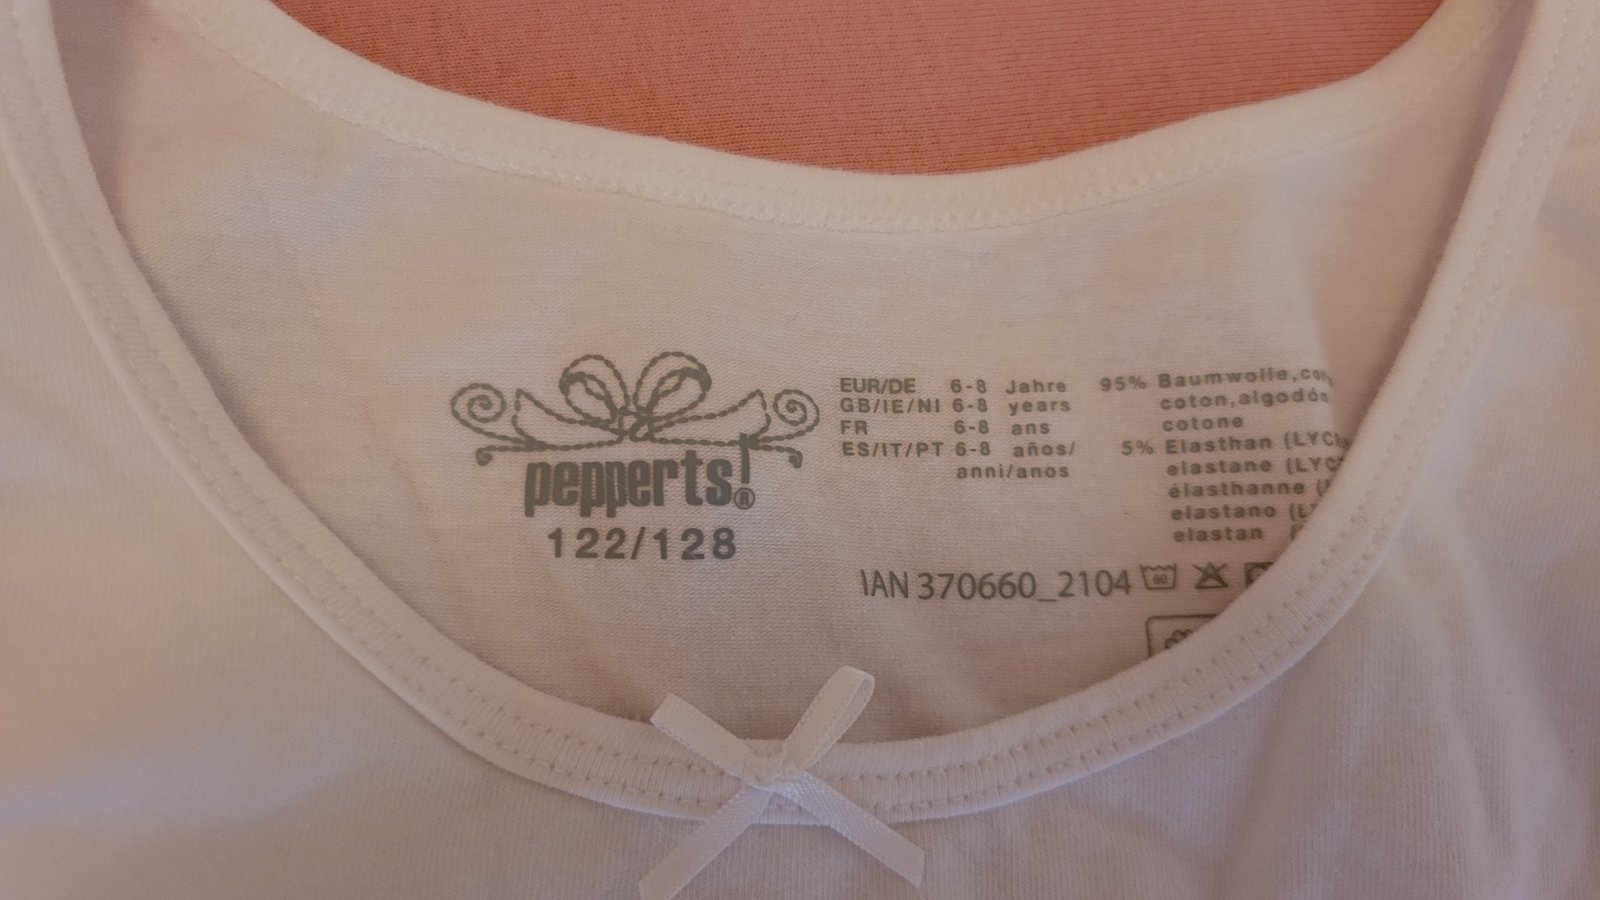 pepperts!®
122/128
EUR/DE 6-8 Jahre
GB/IE/NI 6-8 years
FR 6-8 ans
ES/IT/PT 6-8 años/
anni/anos
95% Baumwolle,
coton,algodón
cotone
5% Elasthan
elastane
élasthanne
elastano
elastan
IAN 370660_2104